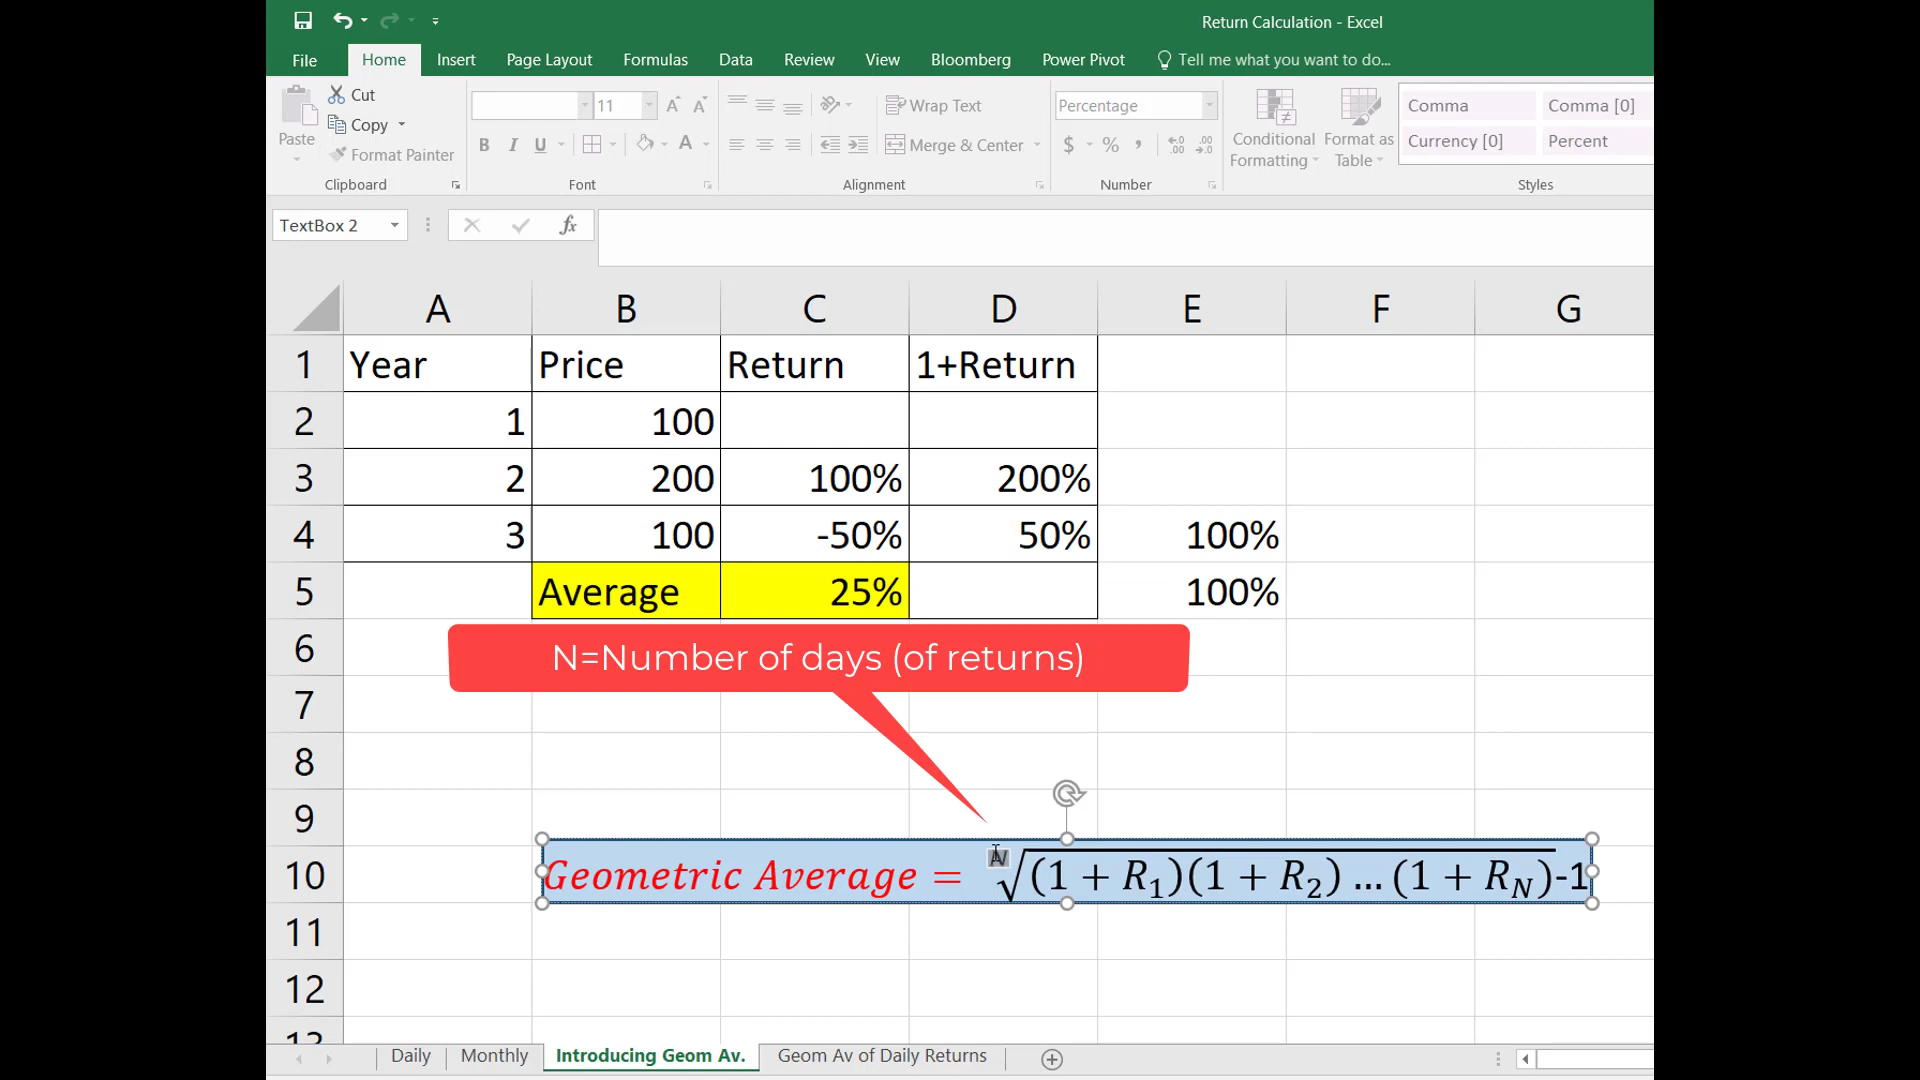 Return Calculation - Excel
File Home Insert Page Layout Formulas Data Review View Bloomberg Power Pivot Tell me what you want to do...
Paste
Cut
Copy
Format Painter
Clipboard
11
B I U
Font
Wrap Text
Merge & Center
Alignment
Percentage
$ % ,
Number
Conditional Formatting
Format as Table
Comma Comma [0]
Currency [0] Percent
Styles
TextBox 2 fx
A B C D E F G
1 Year Price Return 1+Return
2 1 100
3 2 200 100% 200%
4 3 100 -50% 50% 100%
5 Average 25% 100%
6
N=Number of days (of returns)
7
8
9
10 Geometric Average = N√(1 + R1)(1 + R2) … (1 + RN)-1
11
12
13
Daily Monthly Introducing Geom Av. Geom Av of Daily Returns